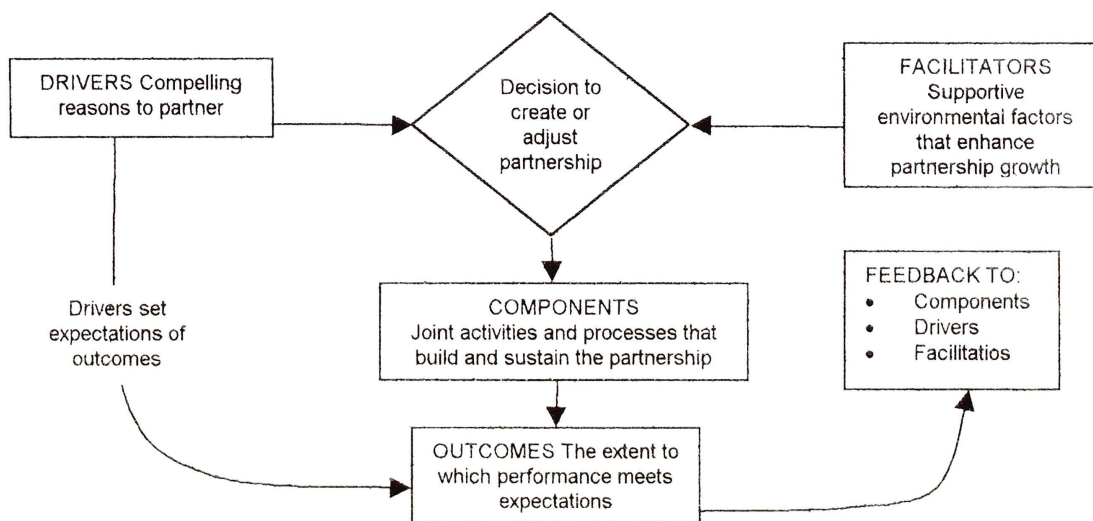 DRIVERS Compelling
reasons to partner
Decision to
create or
adjust
partnership
FACILITATORS
Supportive
environmental factors
that enhance
partnership growth
Drivers set
expectations of
outcomes
COMPONENTS
Joint activities and processes that
build and sustain the partnership
FEEDBACK TO:
• Components
• Drivers
• Facilitatios
OUTCOMES The extent to
which performance meets
expectations